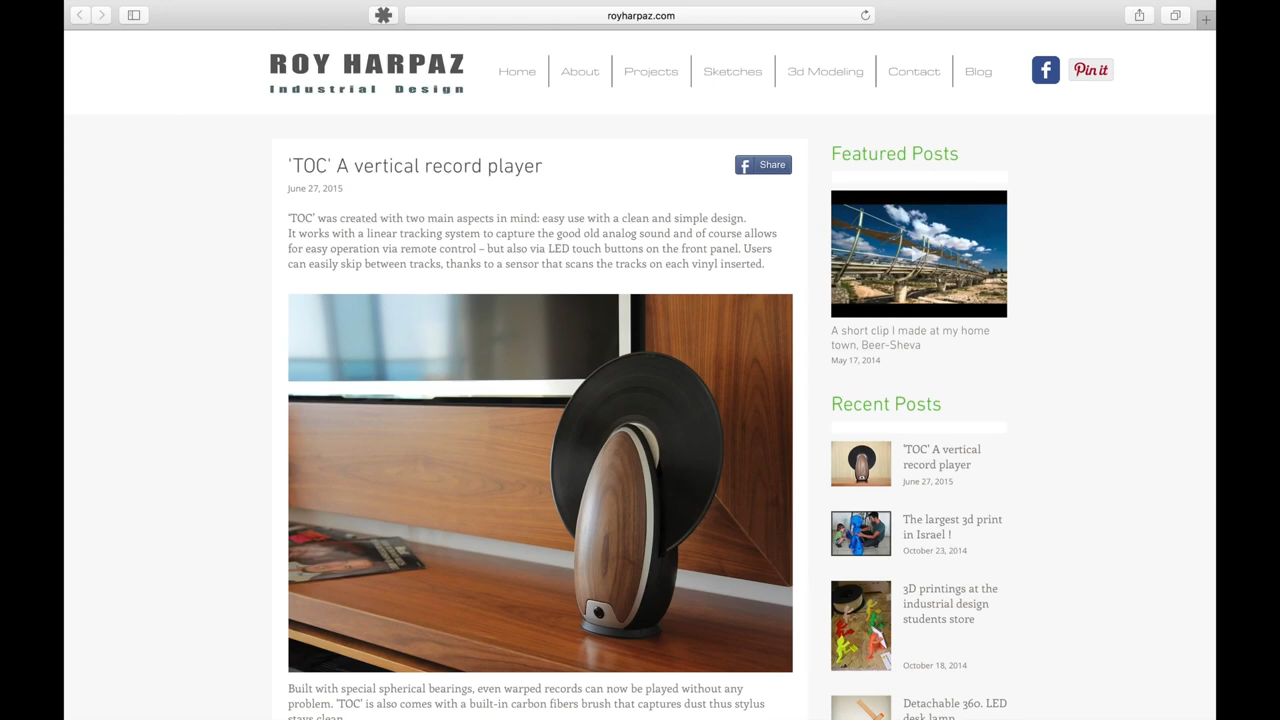 royharpaz.com
ROY HARPAZ
Industrial Design
Home
About
Projects
Sketches
3d Modeling
Contact
Blog
f
Pin it
'TOC' A vertical record player
f Share
June 27, 2015
'TOC' was created with two main aspects in mind: easy use with a clean and simple design.
It works with a linear tracking system to capture the good old analog sound and of course allows
for easy operation via remote control – but also via LED touch buttons on the front panel. Users
can easily skip between tracks, thanks to a sensor that scans the tracks on each vinyl inserted.
Built with special spherical bearings, even warped records can now be played without any
problem. 'TOC' is also comes with a built-in carbon fibers brush that captures dust thus stylus
stays clean.
Featured Posts
A short clip I made at my home
town, Beer-Sheva
May 17, 2014
Recent Posts
'TOC' A vertical
record player
June 27, 2015
The largest 3d print
in Israel !
October 23, 2014
3D printings at the
industrial design
students store
October 18, 2014
Detachable 360. LED
desk lamp